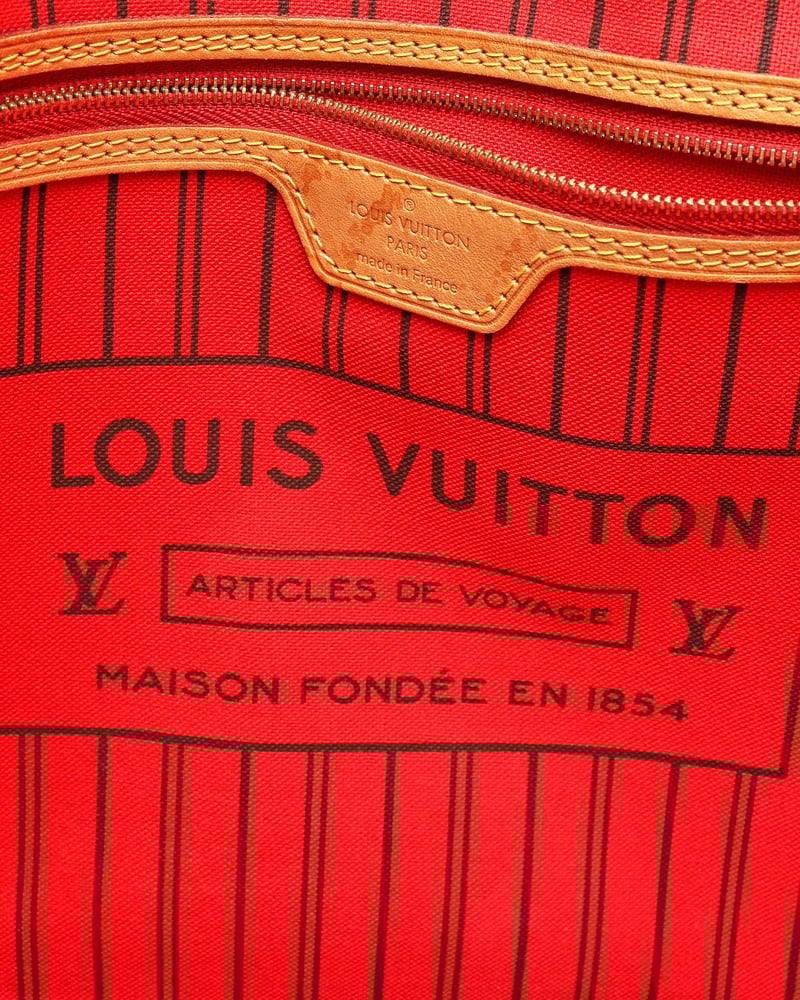 ®
LOUIS VUITTON
PARIS
made in France
LOUIS VUITTON
LV ARTICLES DE VOYAGE LV
MAISON FONDÉE EN 1854